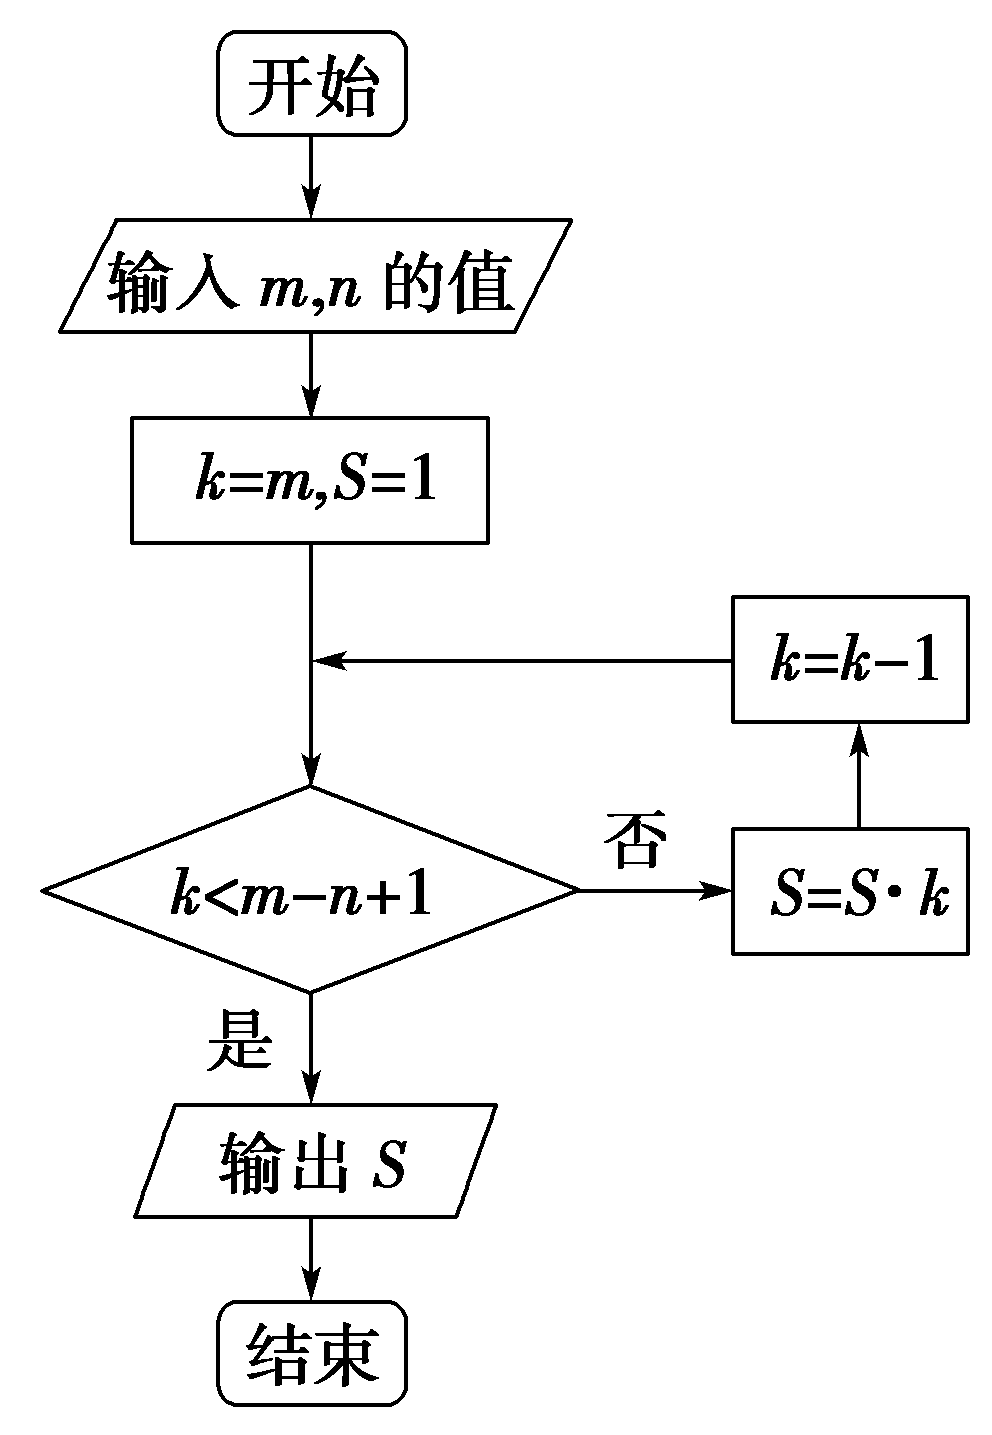 开始
输入 m,n 的值
k=m,S=1
k=k-1
k<m-n+1
否
S=S·k
是
输出 S
结束